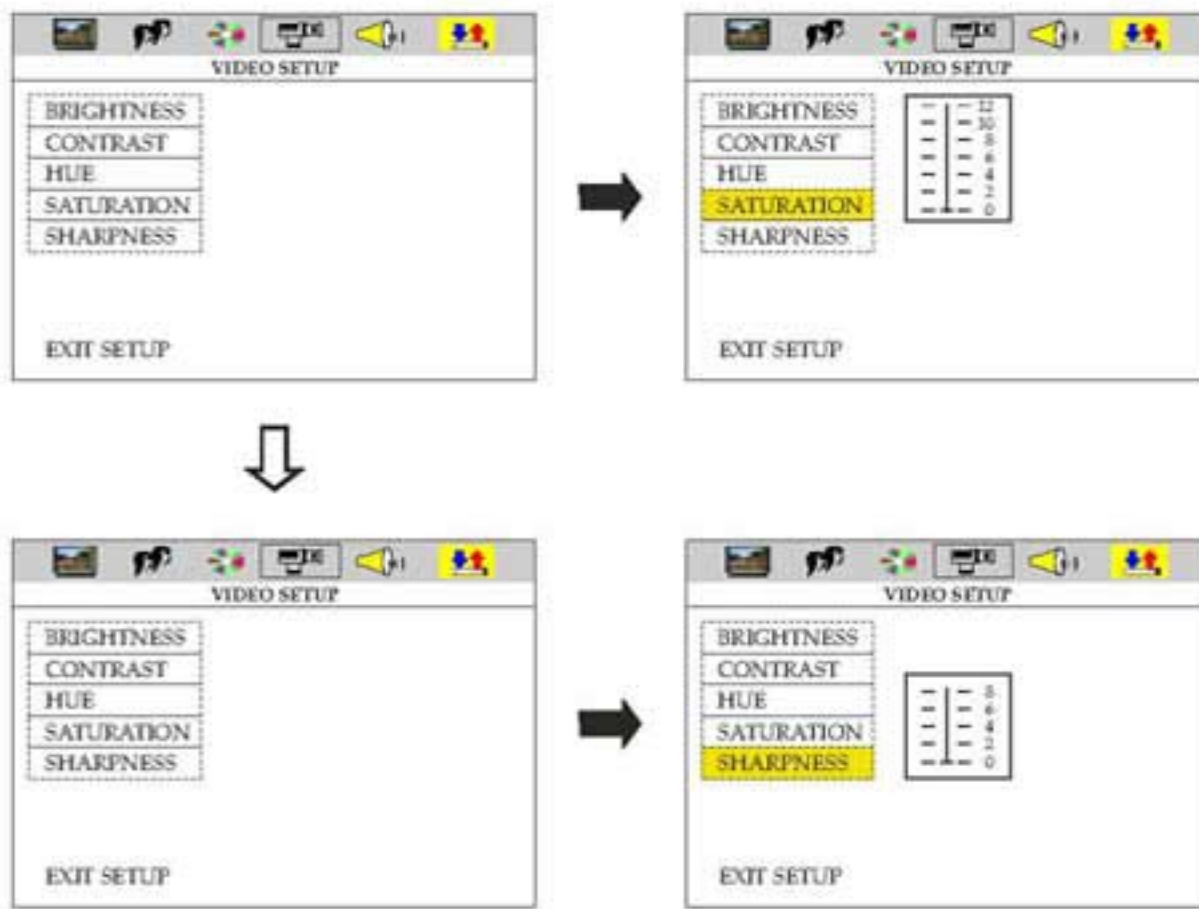 VIDEO SETUP
BRIGHTNESS
CONTRAST
HUE
SATURATION
SHARPNESS
EXIT SETUP
VIDEO SETUP
BRIGHTNESS
CONTRAST
HUE
SATURATION
SHARPNESS
12
10
8
6
4
2
0
EXIT SETUP
VIDEO SETUP
BRIGHTNESS
CONTRAST
HUE
SATURATION
SHARPNESS
EXIT SETUP
VIDEO SETUP
BRIGHTNESS
CONTRAST
HUE
SATURATION
SHARPNESS
8
6
4
2
0
EXIT SETUP